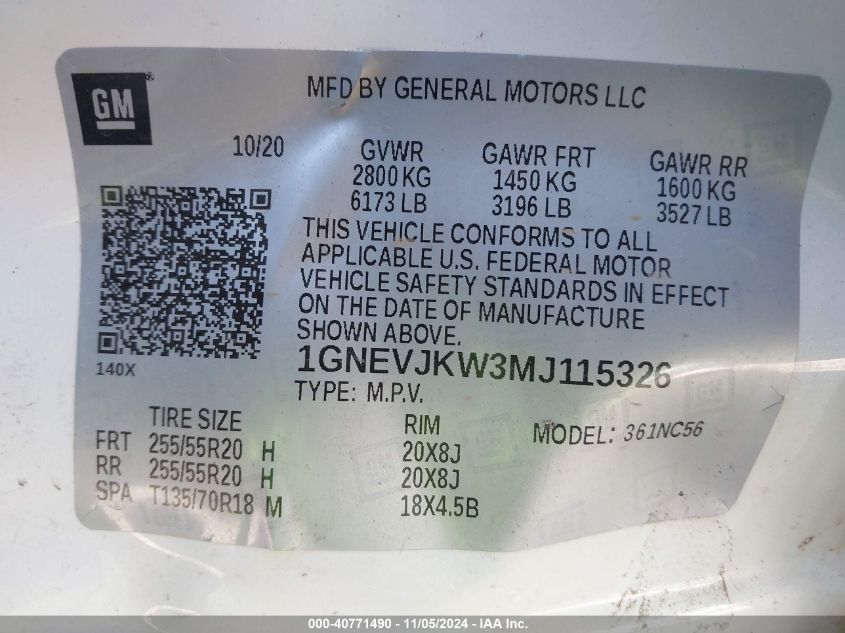 GM
MFD BY GENERAL MOTORS LLC
10/20
GVWR GAWR FRT GAWR RR
2800 KG 1450 KG 1600 KG
6173 LB 3196 LB 3527 LB
THIS VEHICLE CONFORMS TO ALL
APPLICABLE U.S. FEDERAL MOTOR
VEHICLE SAFETY STANDARDS IN EFFECT
ON THE DATE OF MANUFACTURE
SHOWN ABOVE.
140X
1GNEVJKW3MJ115326
TYPE: M.P.V.
TIRE SIZE RIM MODEL: 361NC56
FRT 255/55R20 H 20X8J
RR 255/55R20 H 20X8J
SPA T135/70R18 M 18X4.5B
000-40771490 - 11/05/2024 - IAA Inc.